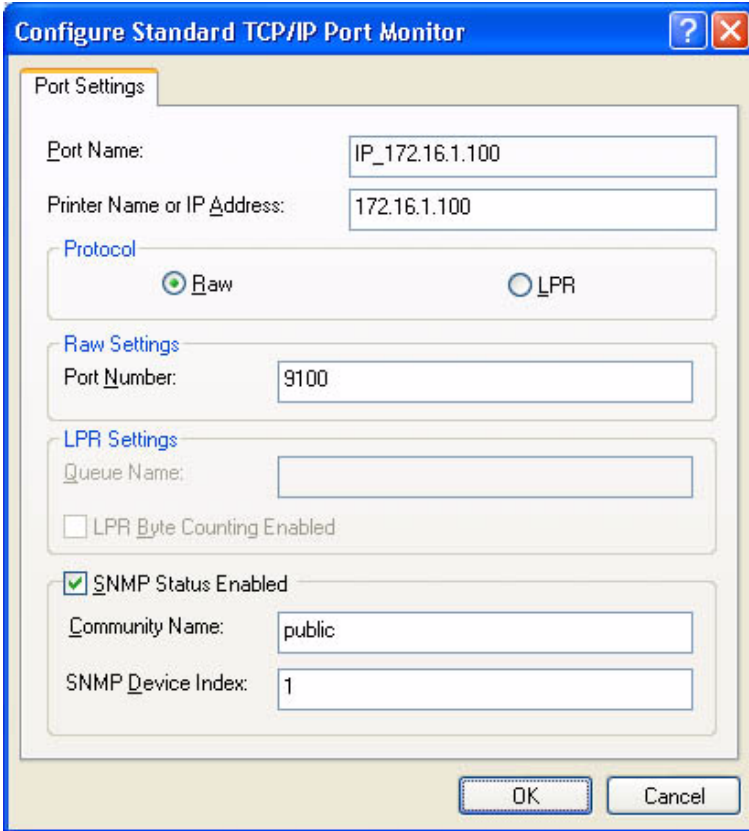 Configure Standard TCP/IP Port Monitor
Port Settings
Port Name: IP_172.16.1.100
Printer Name or IP Address: 172.16.1.100
Protocol
Raw LPR
Raw Settings
Port Number: 9100
LPR Settings
Queue Name:
LPR Byte Counting Enabled
SNMP Status Enabled
Community Name: public
SNMP Device Index: 1
OK Cancel